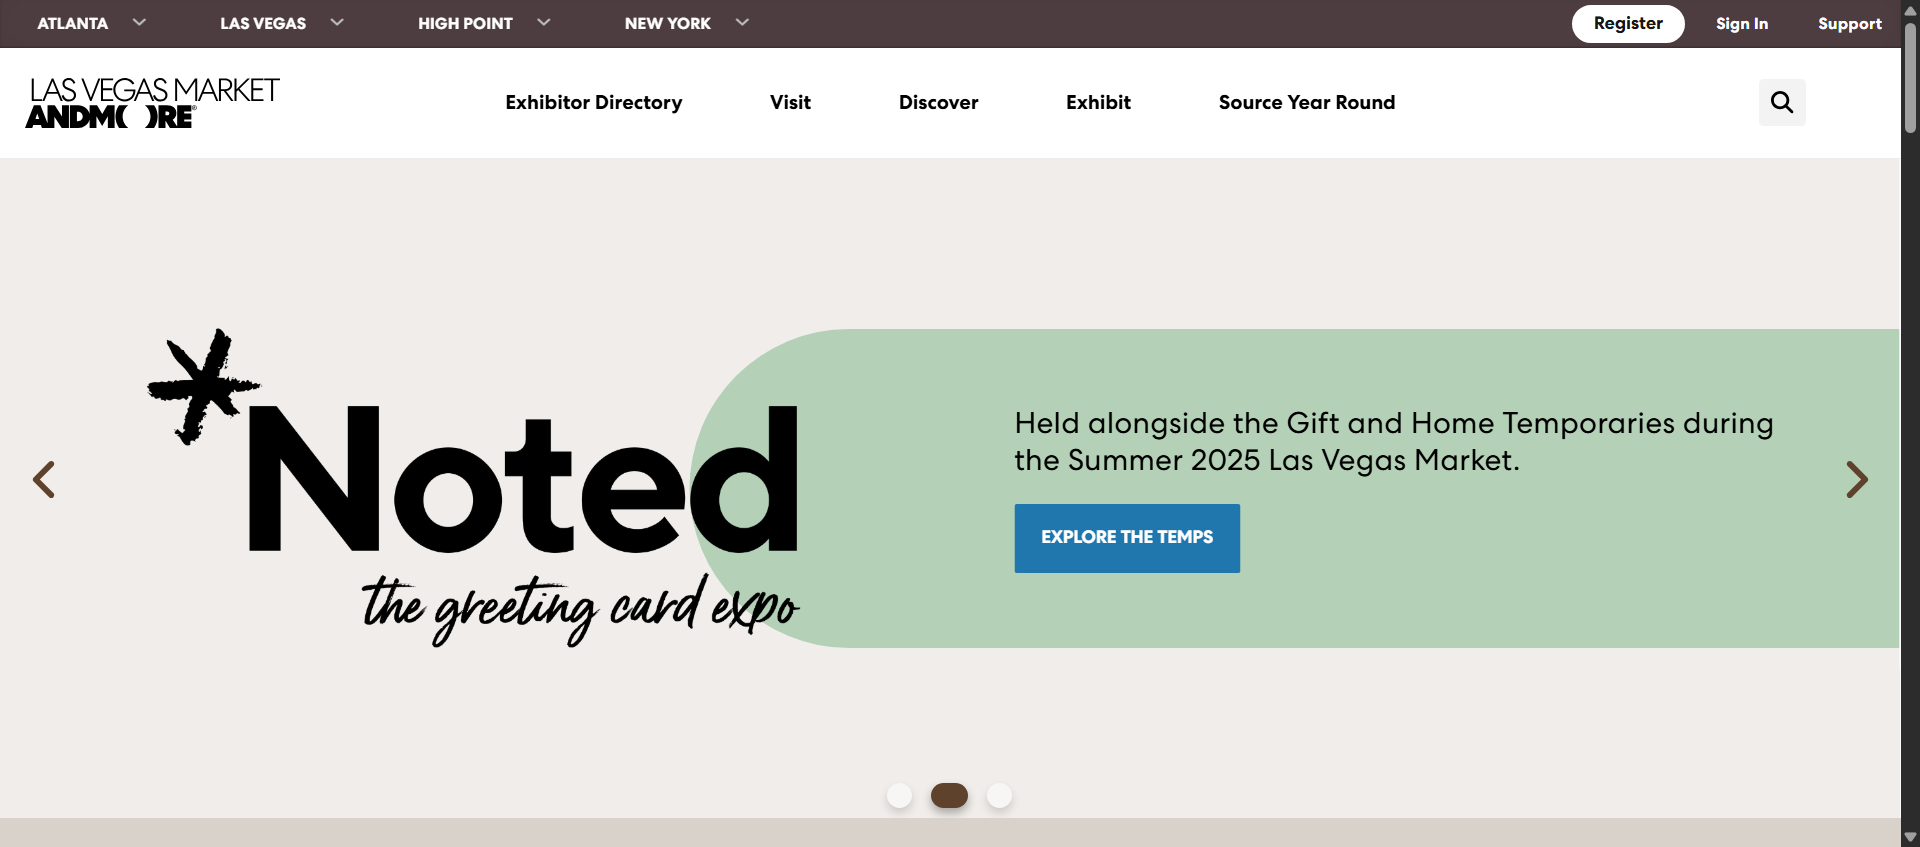 ATLANTA LAS VEGAS HIGH POINT NEW YORK Register Sign In Support
LAS VEGAS MARKET
ANDMORE®
Exhibitor Directory Visit Discover Exhibit Source Year Round
*Noted
the greeting card expo
Held alongside the Gift and Home Temporaries during
the Summer 2025 Las Vegas Market.
EXPLORE THE TEMPS